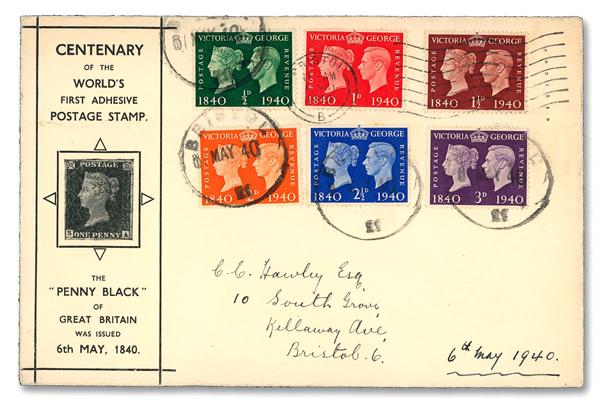 CENTENARY
OF THE
WORLD'S
FIRST ADHESIVE
POSTAGE STAMP.
POSTAGE
S A
ONE PENNY
THE
"PENNY BLACK"
OF
GREAT BRITAIN
WAS ISSUED
6th MAY, 1840.
VICTORIA GEORGE
POSTAGE REVENUE
1840 ½D 1940
VICTORIA GEORGE
POSTAGE REVENUE
1840 1D 1940
VICTORIA GEORGE
POSTAGE REVENUE
1840 1½D 1940
VICTORIA GEORGE
POSTAGE REVENUE
1840 1940
VICTORIA GEORGE
POSTAGE REVENUE
1840 2½D 1940
VICTORIA GEORGE
POSTAGE REVENUE
1840 3D 1940
BRISTOL
MAY 40
C.C. Hawley Esq
10 South Grove,
Kellaway Ave,
Bristol. 6.
6th May 1940.